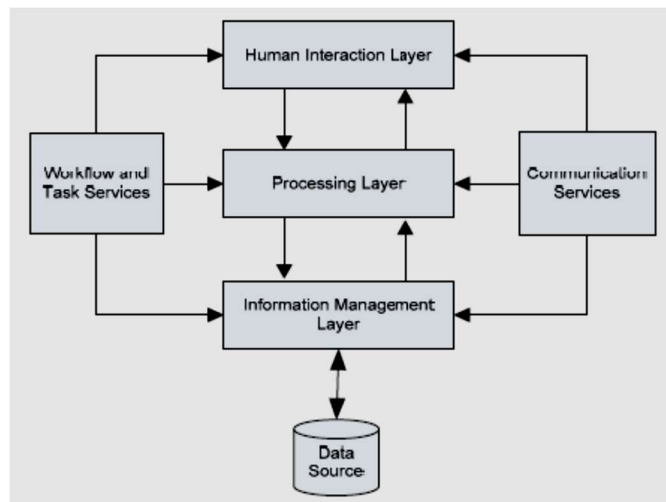 Human Interaction Layer
Workflow and
Task Services
Processing Layer
Communication
Services
Information Management
Layer
Data
Source